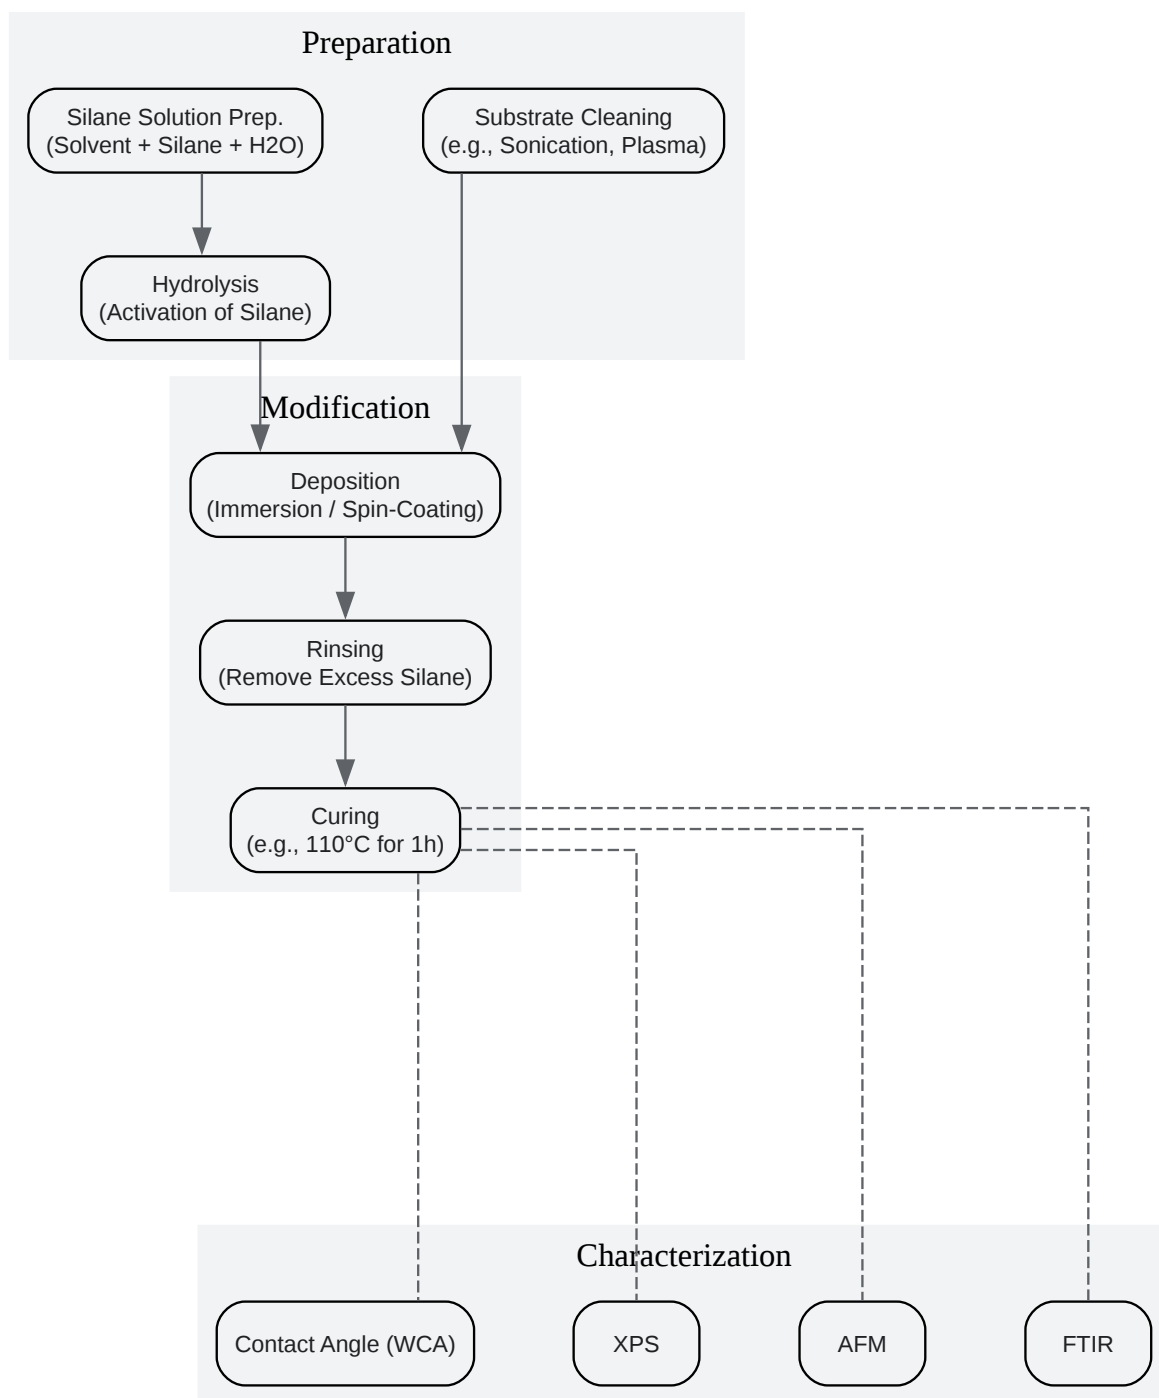 Preparation
Silane Solution Prep.
(Solvent + Silane + H2O)
Substrate Cleaning
(e.g., Sonication, Plasma)
Hydrolysis
(Activation of Silane)
Modification
Deposition
(Immersion / Spin-Coating)
Rinsing
(Remove Excess Silane)
Curing
(e.g., 110°C for 1h)
Characterization
Contact Angle (WCA)
XPS
AFM
FTIR